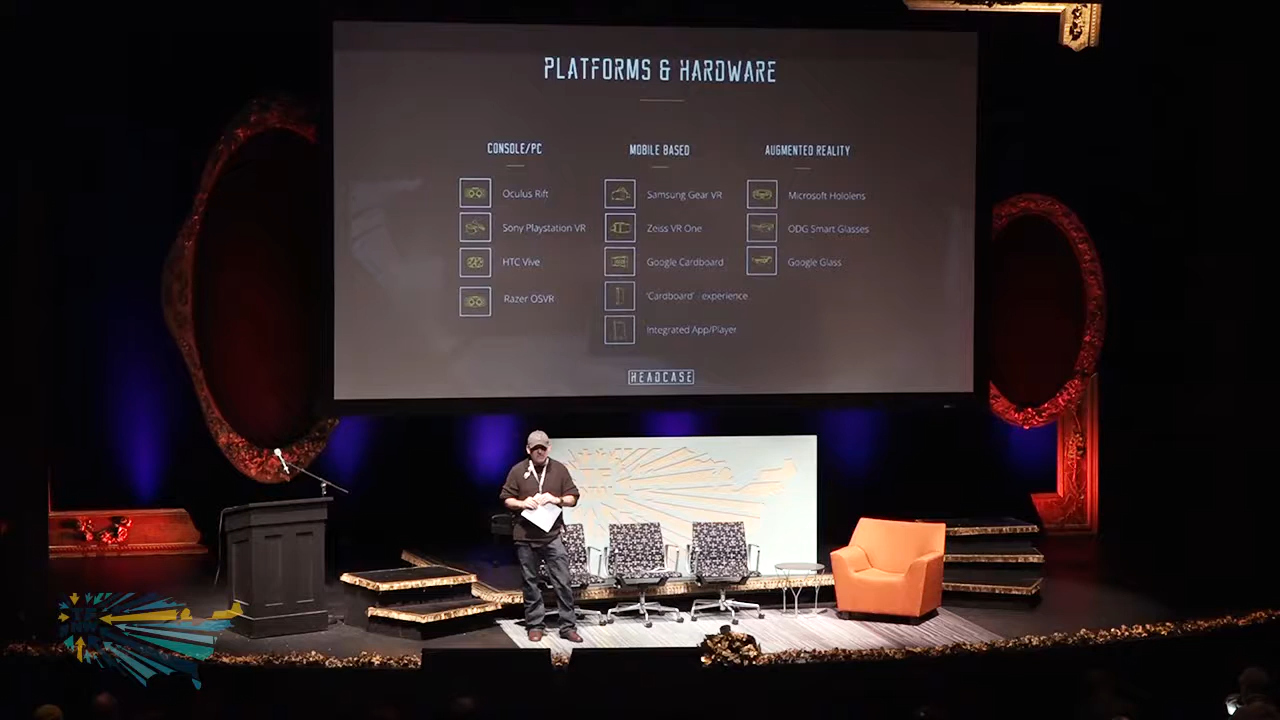 PLATFORMS & HARDWARE
CONSOLE/PC
Oculus Rift
Sony Playstation VR
HTC Vive
Razer OSVR
MOBILE BASED
Samsung Gear VR
Zeiss VR One
Google Cardboard
'Cardboard' experience
Integrated App/Player
AUGMENTED REALITY
Microsoft Hololens
ODG Smart Glasses
Google Glass
HEADCASE